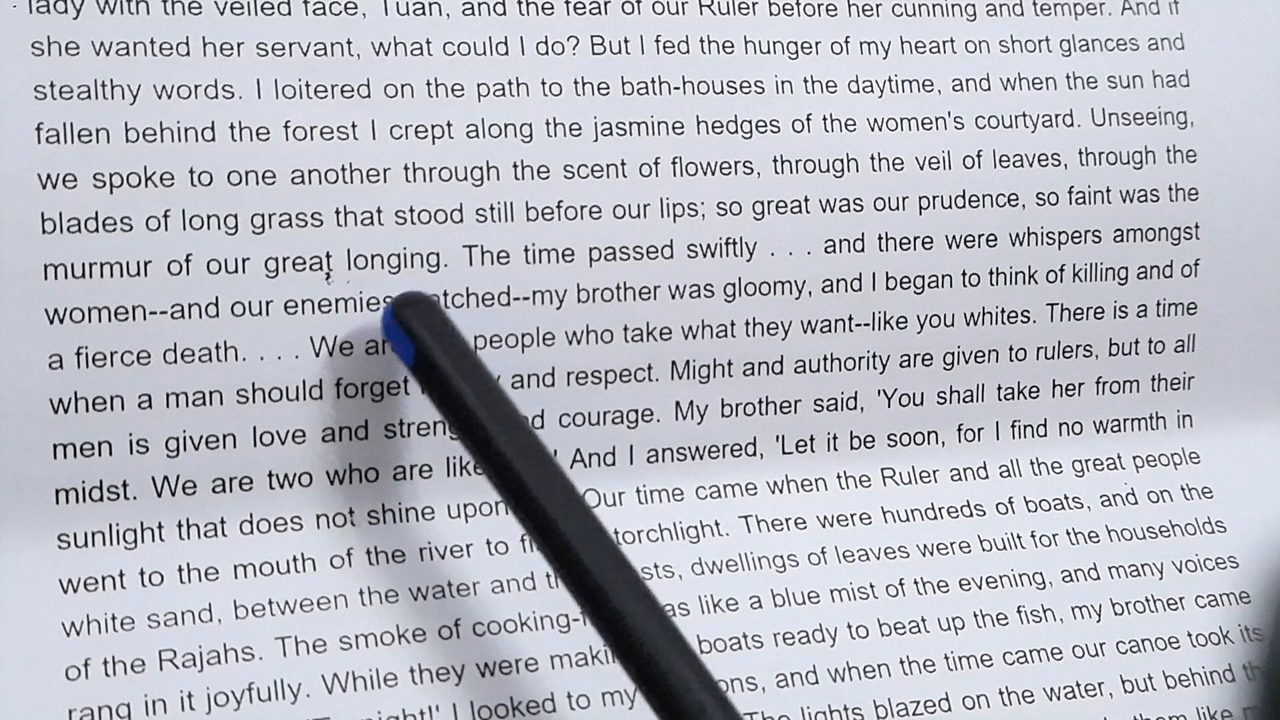 lady with the veiled face, Tuan, and the fear of our Ruler before her cunning and temper. And if
she wanted her servant, what could I do? But I fed the hunger of my heart on short glances and
stealthy words. I loitered on the path to the bath-houses in the daytime, and when the sun had
fallen behind the forest I crept along the jasmine hedges of the women's courtyard. Unseeing,
we spoke to one another through the scent of flowers, through the veil of leaves, through the
blades of long grass that stood still before our lips; so great was our prudence, so faint was the
murmur of our great longing. The time passed swiftly . . . and there were whispers amongst
women--and our enemies --my brother was gloomy, and I began to think of killing and of
a fierce death. . . . We people who take what they want--like you whites. There is a time
when a man should forget and respect. Might and authority are given to rulers, but to all
men is given love and courage. My brother said, 'You shall take her from their
midst. We are two who are like ' And I answered, 'Let it be soon, for I find no warmth in
sunlight that does not shine upon Our time came when the Ruler and all the great people
went to the mouth of the river to torchlight. There were hundreds of boats, and on the
white sand, between the water and dwellings of leaves were built for the households
of the Rajahs. The smoke of like a blue mist of the evening, and many voices
rang in it joyfully. While they were boats ready to beat up the fish, my brother came
I looked to my and when the time came our canoe took its
lights blazed on the water, but behind
like